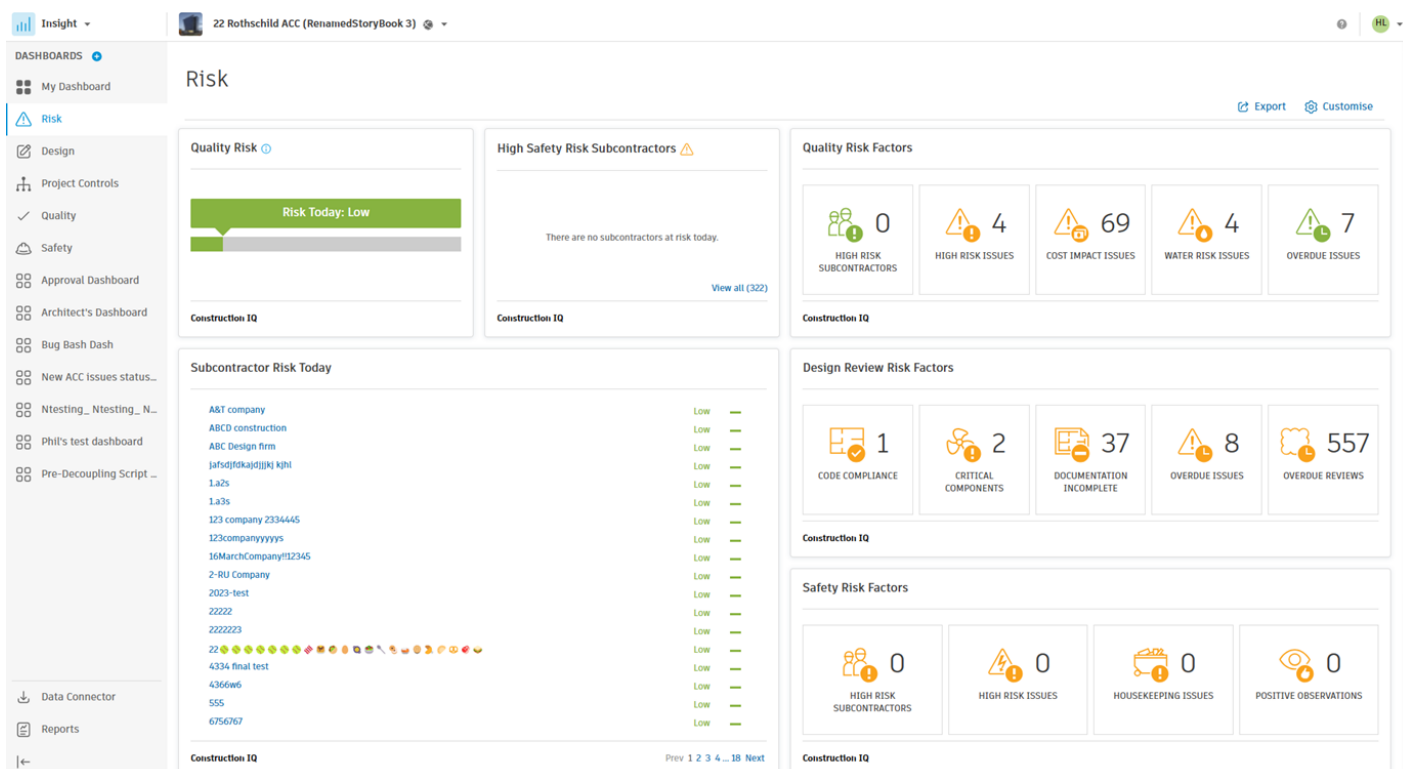 Insight
22 Rothschild ACC (RenamedStoryBook 3)
HL
DASHBOARDS
My Dashboard
Risk
Design
Project Controls
Quality
Safety
Approval Dashboard
Architect's Dashboard
Bug Bash Dash
New ACC issues status...
Ntesting_ Ntesting_ N...
Phil's test dashboard
Pre-Decoupling Script ...
Data Connector
Reports
Risk
Export
Customise
Quality Risk
Risk Today: Low
Construction IQ
High Safety Risk Subcontractors
There are no subcontractors at risk today.
View all (322)
Construction IQ
Quality Risk Factors
0
HIGH RISK
SUBCONTRACTORS
4
HIGH RISK ISSUES
69
COST IMPACT ISSUES
4
WATER RISK ISSUES
7
OVERDUE ISSUES
Construction IQ
Subcontractor Risk Today
A&T company Low
ABCD construction Low
ABC Design firm Low
jafsdjfdkajdjjjkj kjhl Low
1.a2s Low
1.a3s Low
123 company 2334445 Low
123companyyyyys Low
16MarchCompany!!12345 Low
2-RU Company Low
2023-test Low
22222 Low
2222223 Low
22 Low
4334 final test Low
4366w6 Low
555 Low
6756767 Low
Construction IQ
Prev 1 2 3 4 ... 18 Next
Design Review Risk Factors
1
CODE COMPLIANCE
2
CRITICAL
COMPONENTS
37
DOCUMENTATION
INCOMPLETE
8
OVERDUE ISSUES
557
OVERDUE REVIEWS
Construction IQ
Safety Risk Factors
0
HIGH RISK
SUBCONTRACTORS
0
HIGH RISK ISSUES
0
HOUSEKEEPING ISSUES
0
POSITIVE OBSERVATIONS
Construction IQ